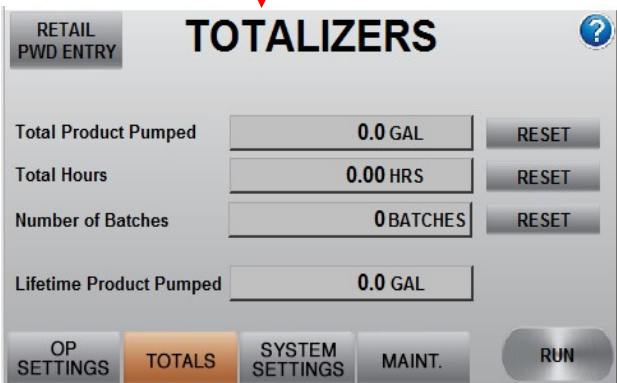 RETAIL
PWD ENTRY
TOTALIZERS
?
Total Product Pumped 0.0 GAL RESET
Total Hours 0.00 HRS RESET
Number of Batches 0 BATCHES RESET
Lifetime Product Pumped 0.0 GAL
OP
SETTINGS
TOTALS
SYSTEM
SETTINGS
MAINT.
RUN